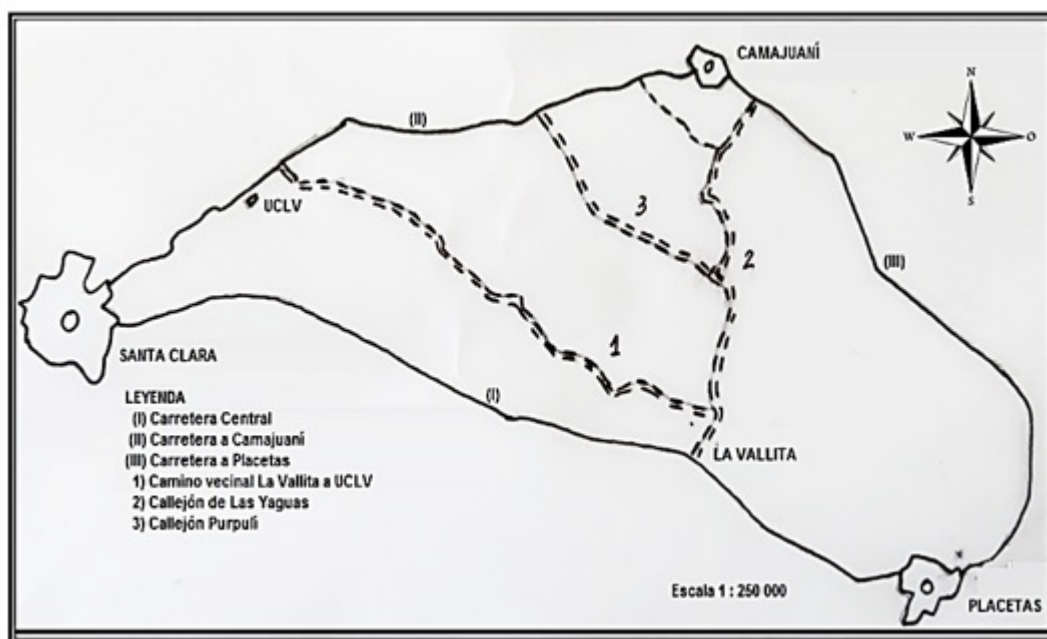 CAMAJUANÍ
N
W
O
S
(II)
UCLV
3
2
(III)
SANTA CLARA
1
(I)
LA VALLITA
LEYENDA
(I) Carretera Central
(II) Carretera a Camajuaní
(III) Carretera a Placetas
1) Camino vecinal La Vallita a UCLV
2) Callejón de Las Yaguas
3) Callejón Purpulí
Escala 1 : 250 000
PLACETAS